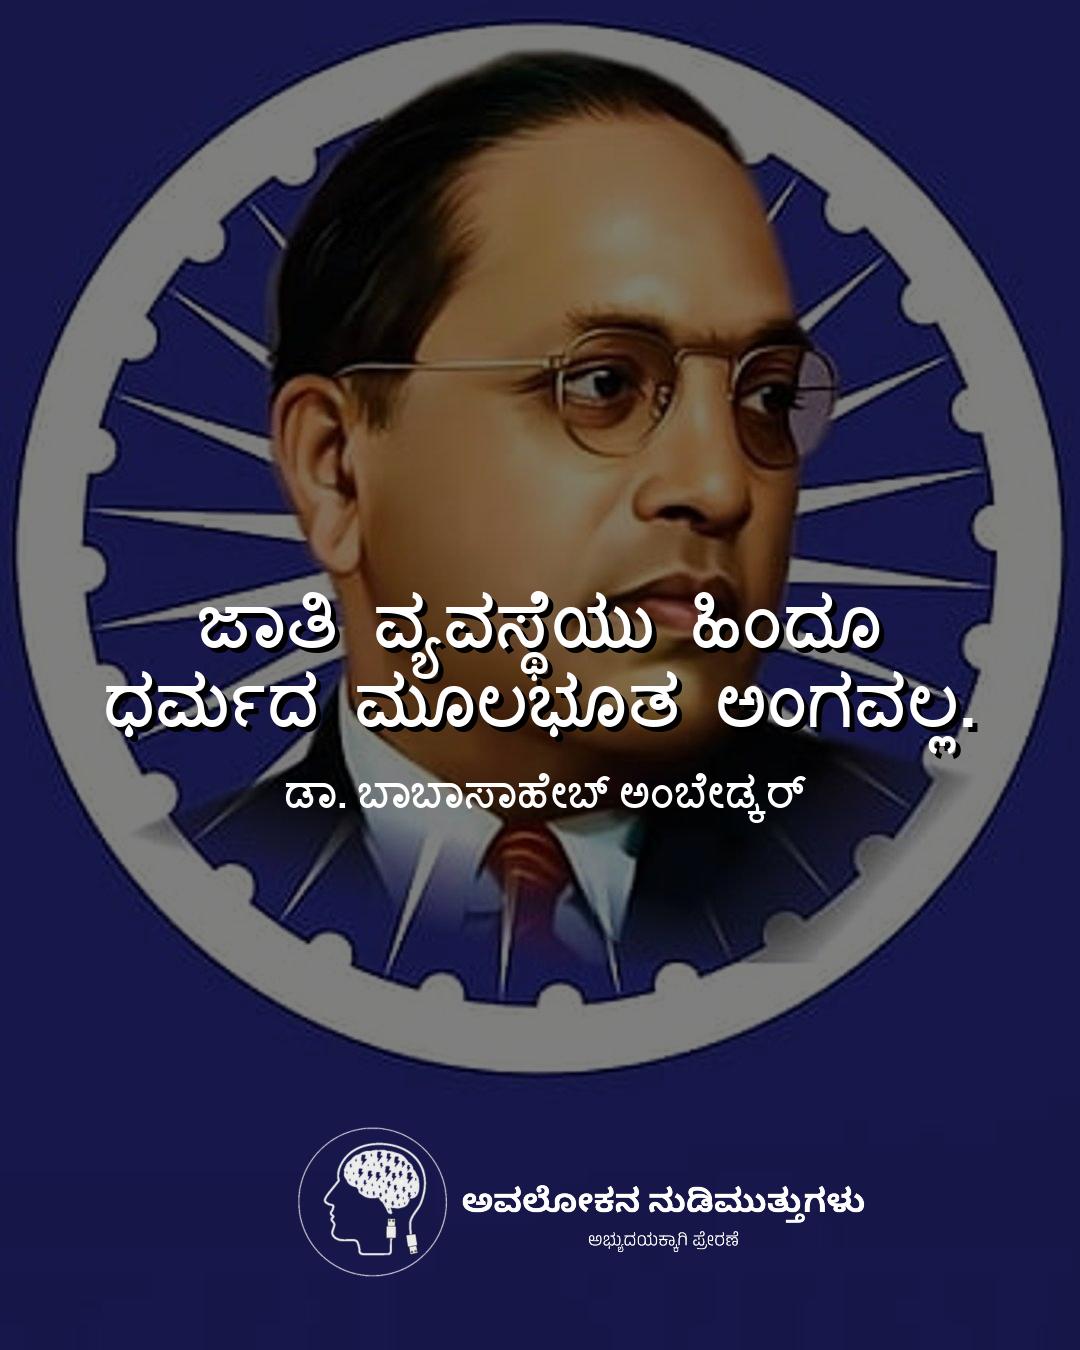 ಜಾತಿ ವ್ಯವಸ್ಥೆಯು ಹಿಂದೂ
ಧರ್ಮದ ಮೂಲಭೂತ ಅಂಗವಲ್ಲ.
ಡಾ. ಬಾಬಾಸಾಹೇಬ್ ಅಂಬೇಡ್ಕರ್
ಅವಲೋಕನ ನುಡಿಮುತ್ತುಗಳು
ಅಭ್ಯುದಯಕ್ಕಾಗಿ ಪ್ರೇರಣೆ